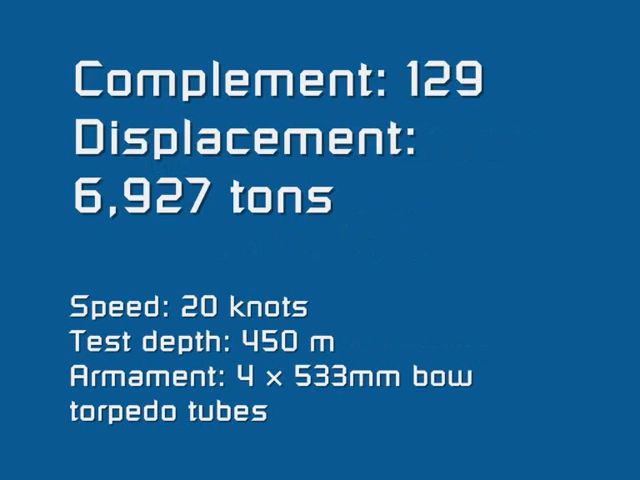 Complement: 129
Displacement:
6,927 tons
Speed: 20 knots
Test depth: 450 m
Armament: 4 x 533mm bow
torpedo tubes